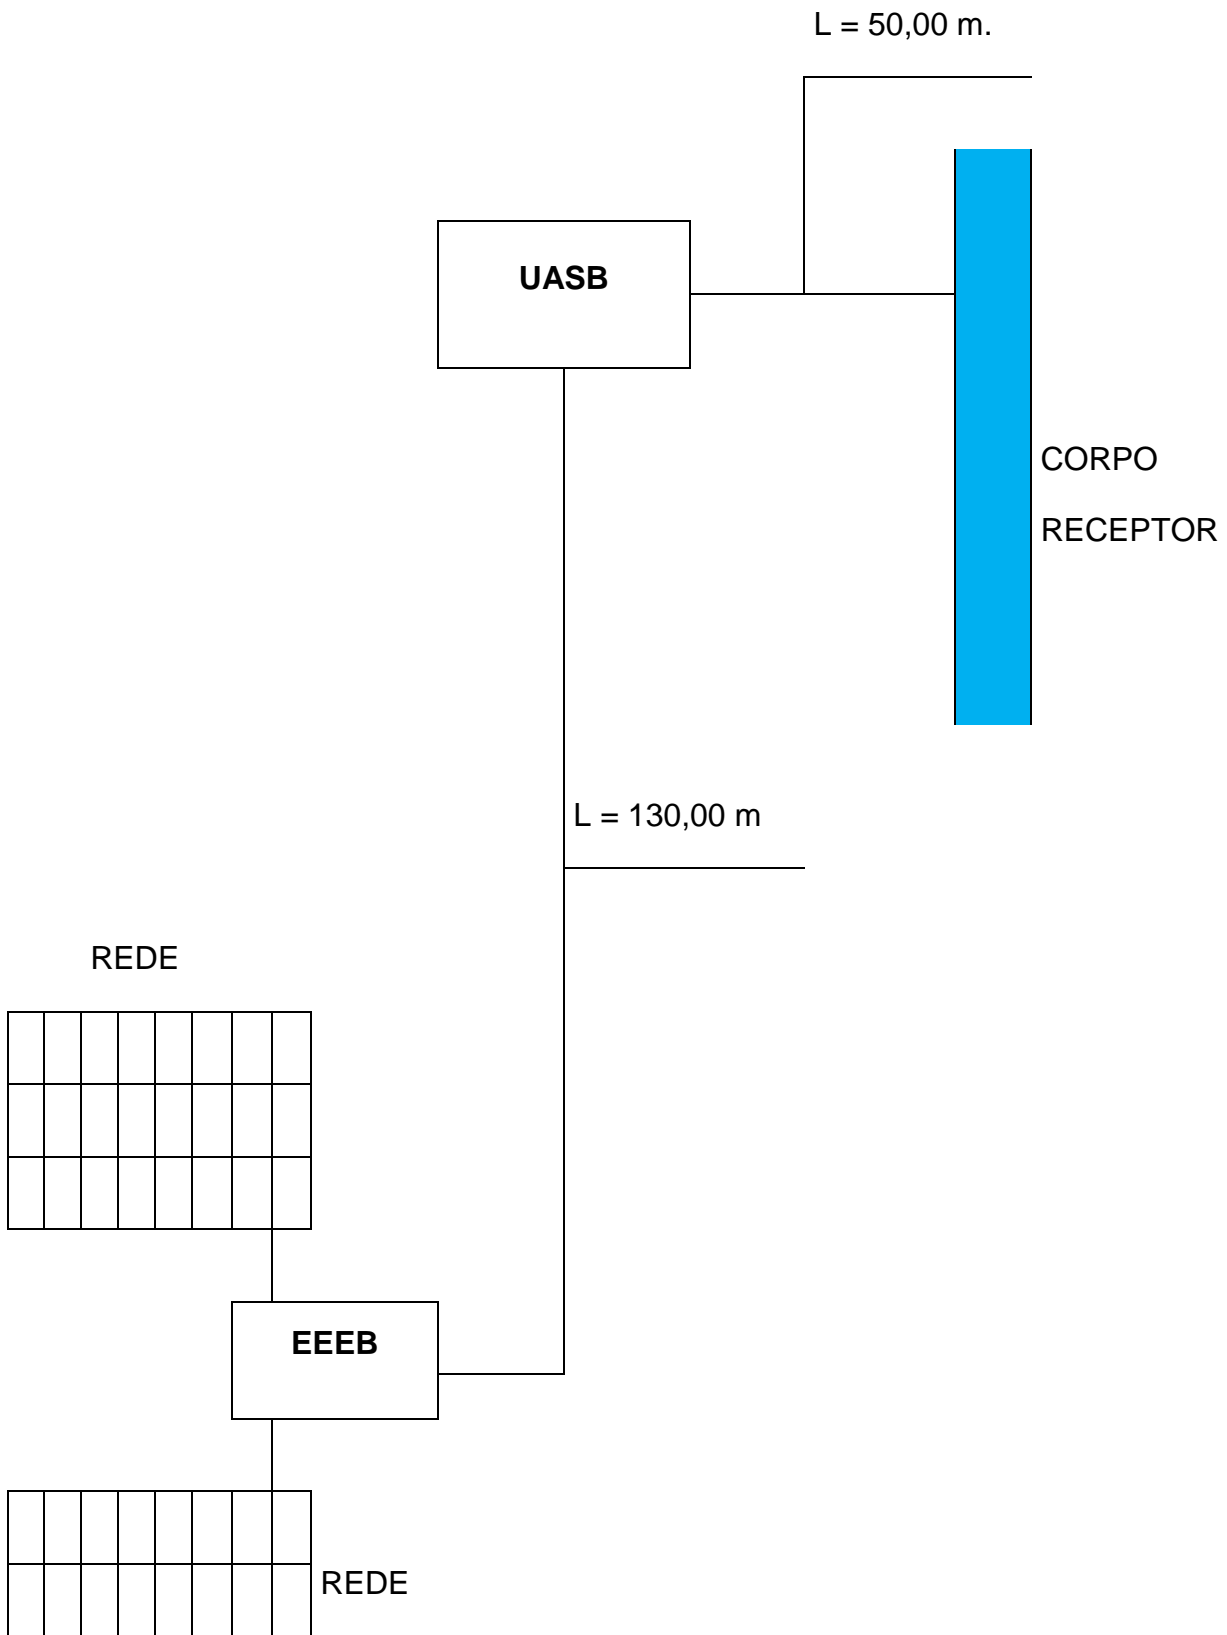 L = 50,00 m.
UASB
CORPO
RECEPTOR
L = 130,00 m
REDE
EEEB
REDE